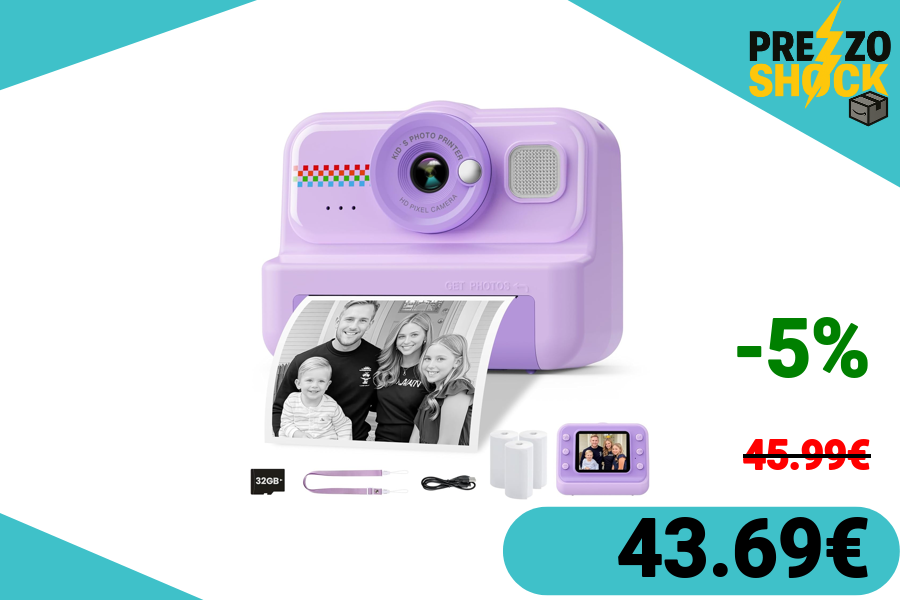 PREZZO
SHOCK
KID'S PHOTO PRINTER
HD PIXEL CAMERA
GET PHOTOS
-5%
45.99€
32GB
43.69€